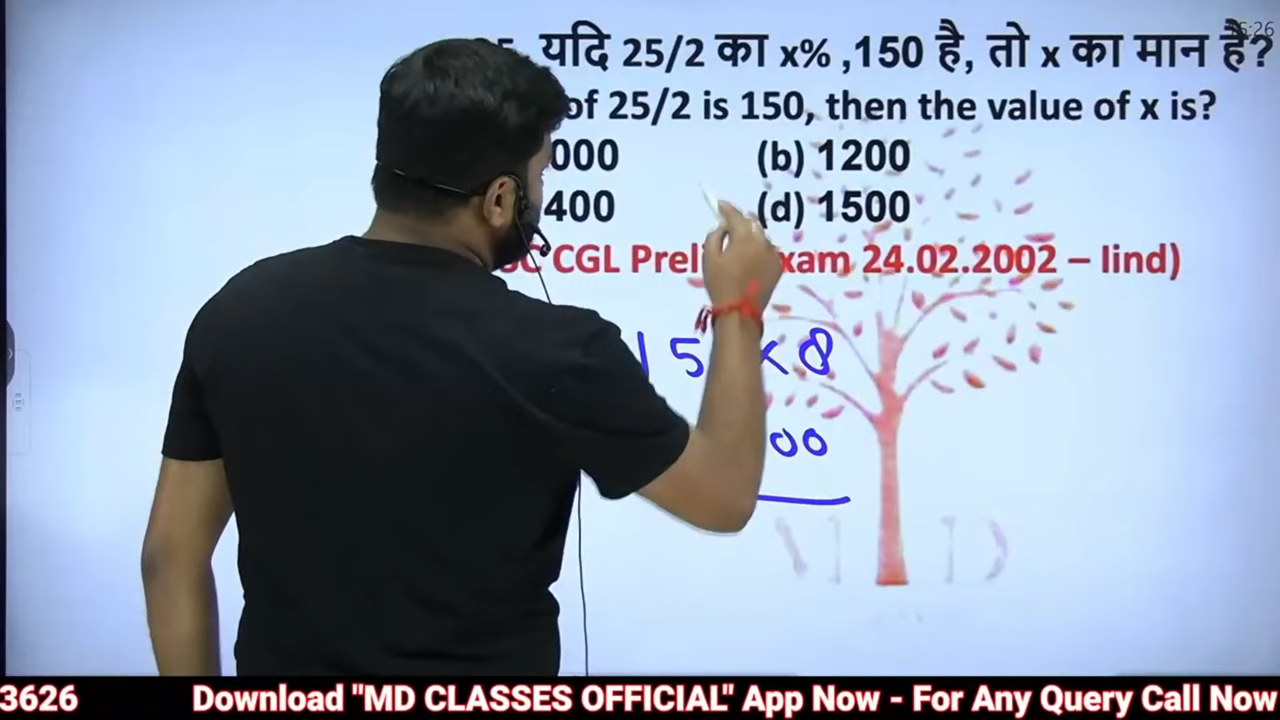 यदि 25/2 का x% ,150 है, तो x का मान है?
of 25/2 is 150, then the value of x is?
000 (b) 1200
400 (d) 1500
CGL Exam 24.02.2002 – IInd)
15 × 8
00
3626 Download "MD CLASSES OFFICIAL" App Now - For Any Query Call Now